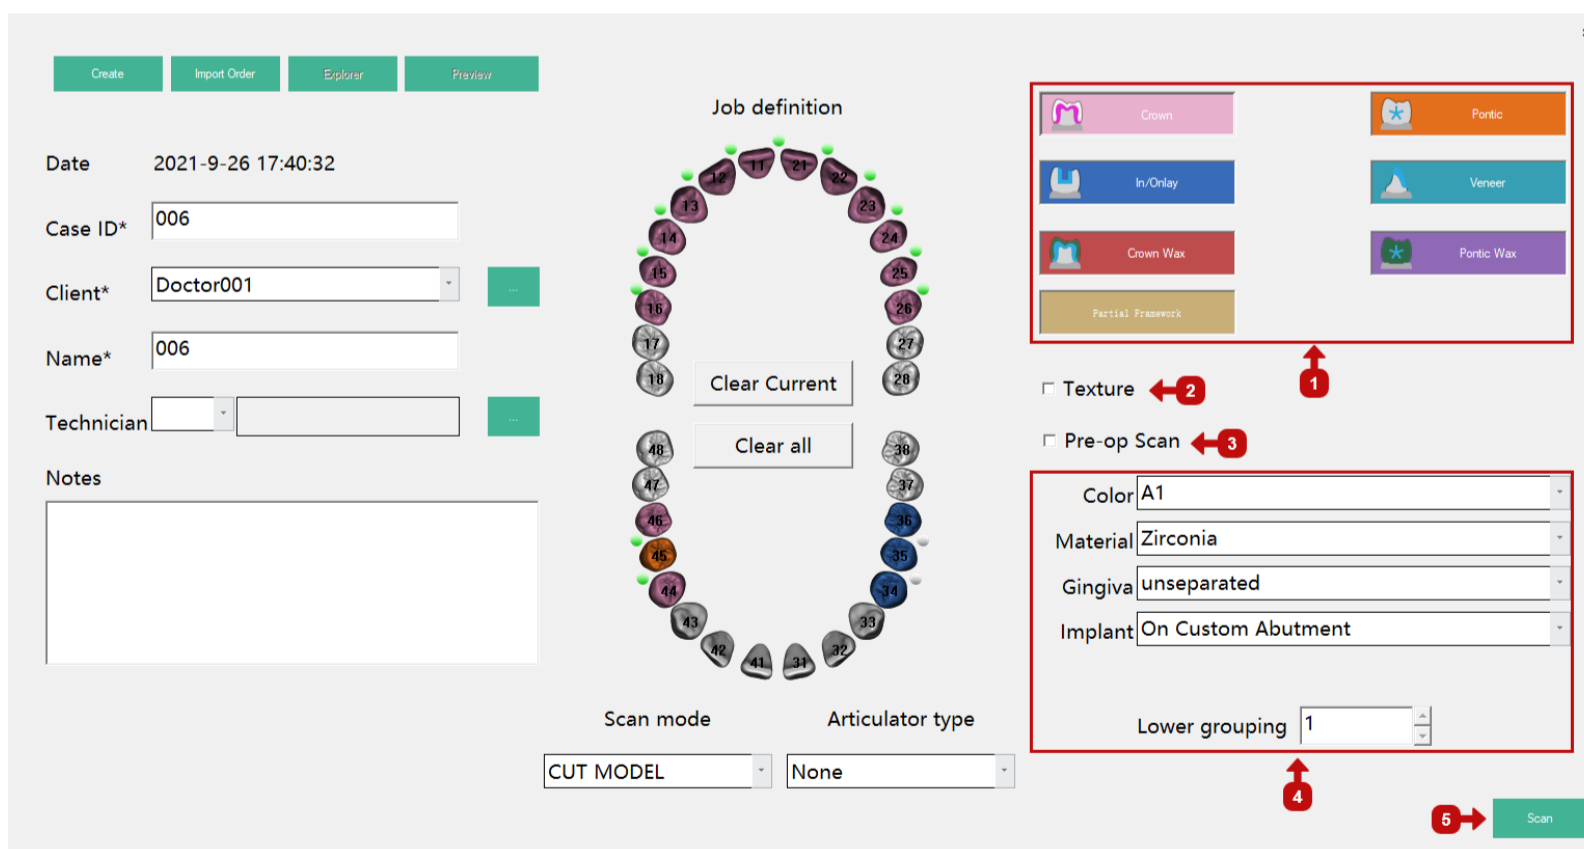 Create Import Order Explorer Preview
Date 2021-9-26 17:40:32
Case ID* 006
Client* Doctor001 ...
Name* 006
Technician ...
Notes
Job definition
11 21
12 22
13 23
14 24
15 25
16 26
17 27
18 28
Clear Current
Clear all
48 38
47 37
46 36
45 35
44 34
43 33
42 32
41 31
Scan mode Articulator type
CUT MODEL None
Crown Pontic
In/Onlay Veneer
Crown Wax Pontic Wax
Partial Framework
1
Texture 2
Pre-op Scan 3
Color A1
Material Zirconia
Gingiva unseparated
Implant On Custom Abutment
Lower grouping 1
4
5 Scan